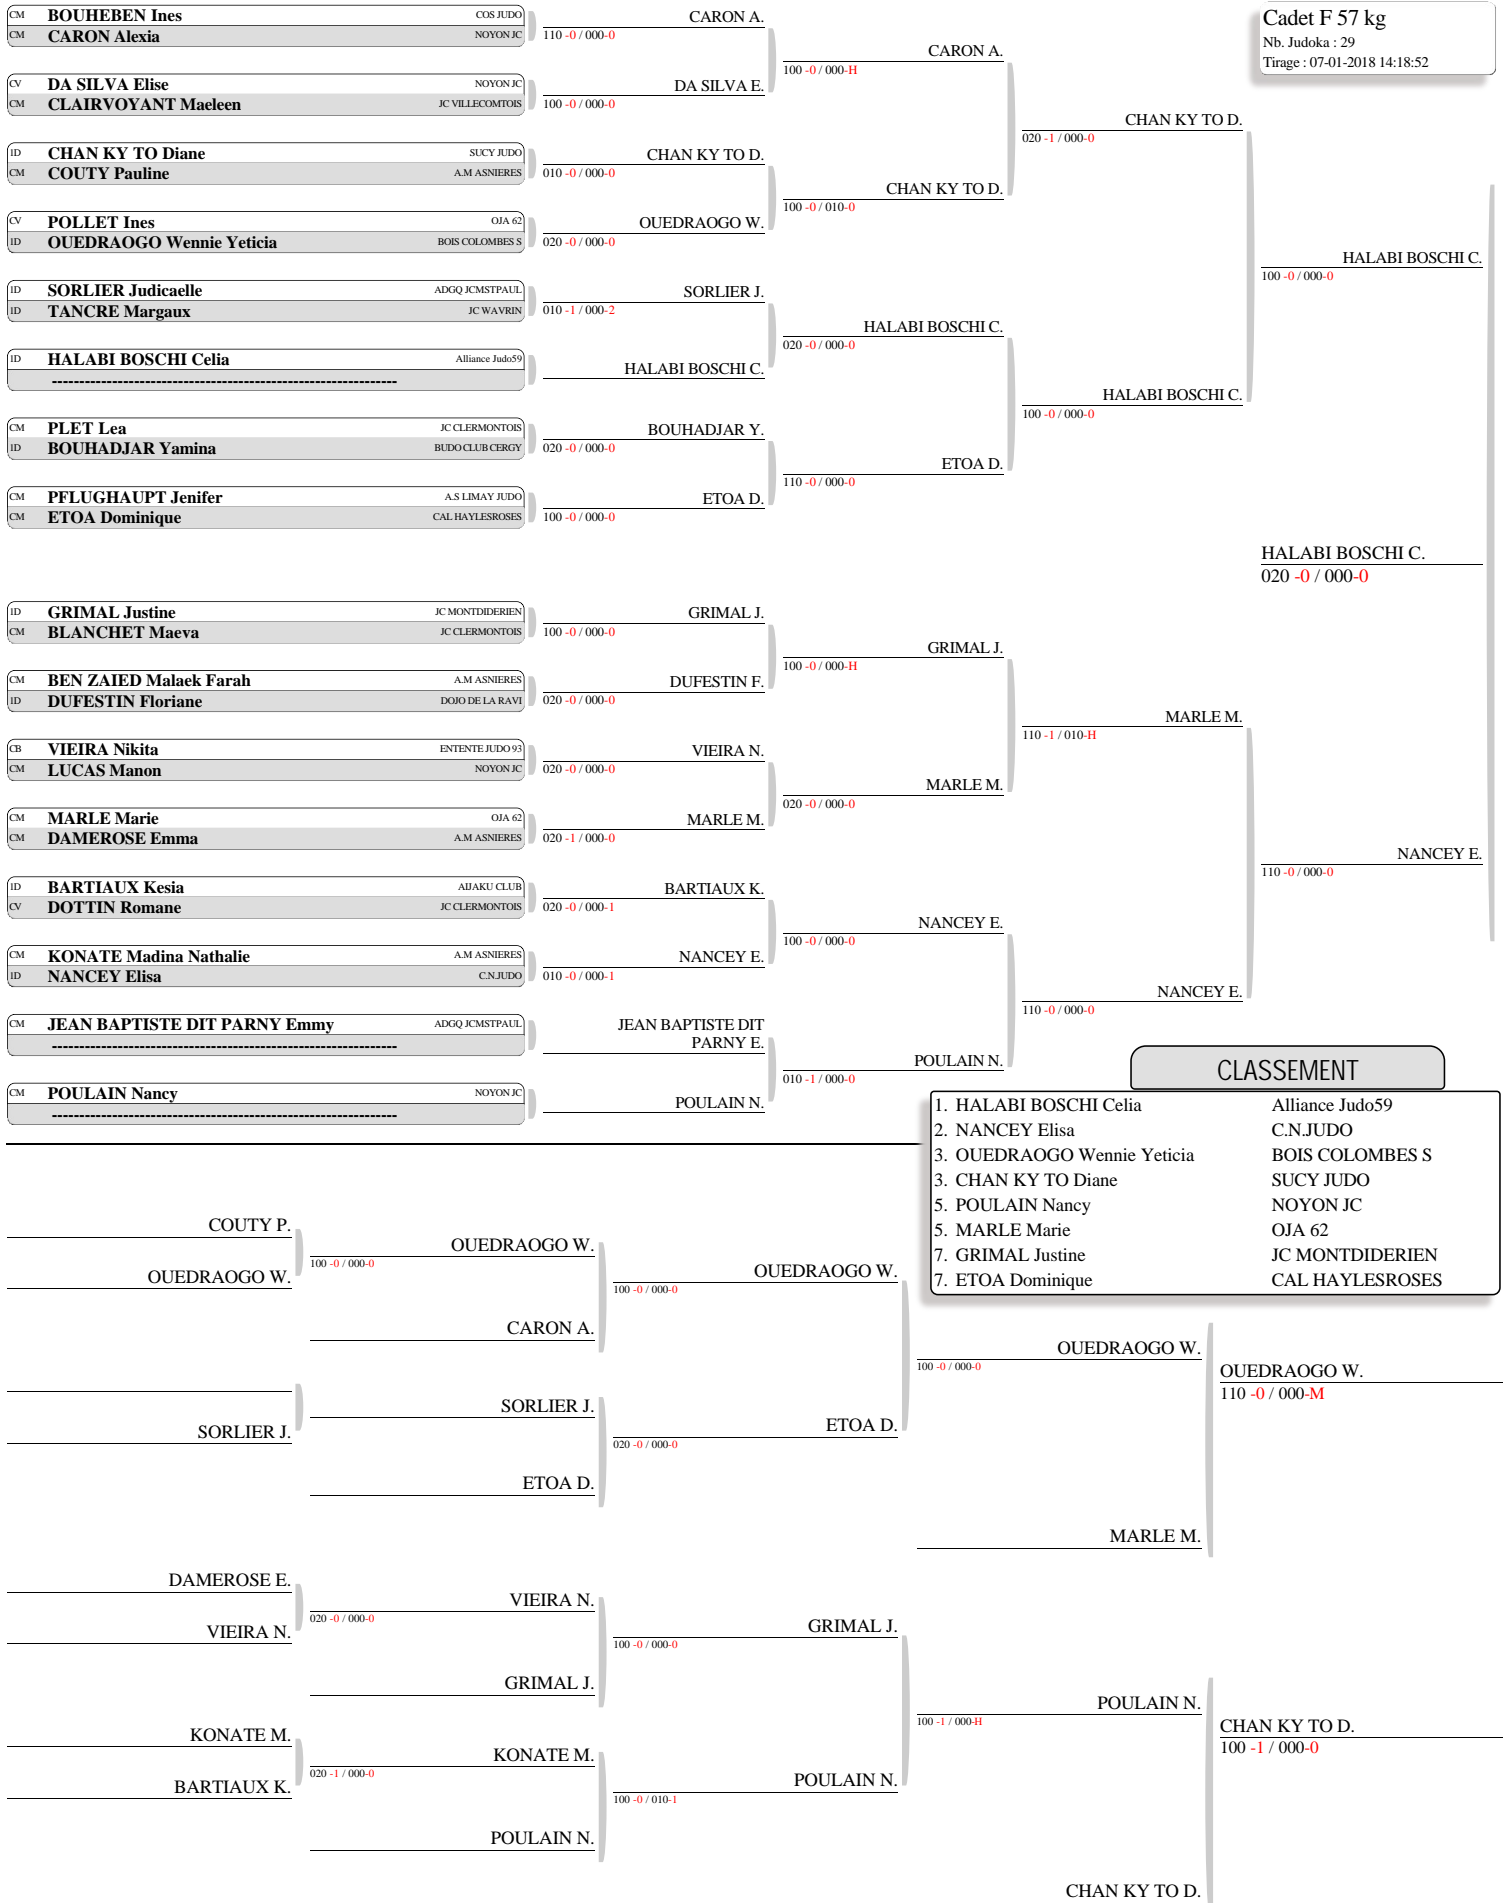 Cadet F 57 kg
Nb. Judoka : 29
Tirage : 07-01-2018 14:18:52
CM BOUHEBEN Ines COS JUDO
CM CARON Alexia NOYON JC
CV DA SILVA Elise NOYON JC
CM CLAIRVOYANT Maeleen JC VILLECOMTOIS
1D CHAN KY TO Diane SUCY JUDO
CM COUTY Pauline A.M ASNIERES
CV POLLET Ines OJA 62
1D OUEDRAOGO Wennie Yeticia BOIS COLOMBES S
1D SORLIER Judicaelle ADGQ JCMSTPAUL
1D TANCRE Margaux JC WAVRIN
1D HALABI BOSCHI Celia Alliance Judo59
----------------------------------------------------------------
CM PLET Lea JC CLERMONTOIS
1D BOUHADJAR Yamina BUDO CLUB CERGY
CM PFLUGHAUPT Jenifer A.S LIMAY JUDO
CM ETOA Dominique CAL HAYLESROSES
1D GRIMAL Justine JC MONTDIDERIEN
CM BLANCHET Maeva JC CLERMONTOIS
CM BEN ZAIED Malaek Farah A.M ASNIERES
1D DUFESTIN Floriane DOJO DE LA RAVI
CB VIEIRA Nikita ENTENTE JUDO 93
CM LUCAS Manon NOYON JC
CM MARLE Marie OJA 62
CM DAMEROSE Emma A.M ASNIERES
1D BARTIAUX Kesia AIJAKU CLUB
CV DOTTIN Romane JC CLERMONTOIS
CM KONATE Madina Nathalie A.M ASNIERES
1D NANCEY Elisa C.N.JUDO
CM JEAN BAPTISTE DIT PARNY Emmy ADGQ JCMSTPAUL
----------------------------------------------------------------
CM POULAIN Nancy NOYON JC
----------------------------------------------------------------
CARON A.
110 -0 / 000-0
DA SILVA E.
100 -0 / 000-0
CHAN KY TO D.
010 -0 / 000-0
OUEDRAOGO W.
020 -0 / 000-0
SORLIER J.
010 -1 / 000-2
HALABI BOSCHI C.
BOUHADJAR Y.
020 -0 / 000-0
ETOA D.
100 -0 / 000-0
GRIMAL J.
100 -0 / 000-0
DUFESTIN F.
020 -0 / 000-0
VIEIRA N.
020 -0 / 000-0
MARLE M.
020 -1 / 000-0
BARTIAUX K.
020 -0 / 000-1
NANCEY E.
010 -0 / 000-1
JEAN BAPTISTE DIT
PARNY E.
POULAIN N.
CARON A.
100 -0 / 000-H
CHAN KY TO D.
100 -0 / 010-0
HALABI BOSCHI C.
020 -0 / 000-0
ETOA D.
110 -0 / 000-0
GRIMAL J.
100 -0 / 000-H
MARLE M.
020 -0 / 000-0
NANCEY E.
100 -0 / 000-0
POULAIN N.
010 -1 / 000-0
CHAN KY TO D.
020 -1 / 000-0
HALABI BOSCHI C.
100 -0 / 000-0
MARLE M.
110 -1 / 010-H
NANCEY E.
110 -0 / 000-0
HALABI BOSCHI C.
100 -0 / 000-0
NANCEY E.
110 -0 / 000-0
HALABI BOSCHI C.
020 -0 / 000-0
CLASSEMENT
1. HALABI BOSCHI Celia Alliance Judo59
2. NANCEY Elisa C.N.JUDO
3. OUEDRAOGO Wennie Yeticia BOIS COLOMBES S
3. CHAN KY TO Diane SUCY JUDO
5. POULAIN Nancy NOYON JC
5. MARLE Marie OJA 62
7. GRIMAL Justine JC MONTDIDERIEN
7. ETOA Dominique CAL HAYLESROSES
COUTY P.
OUEDRAOGO W.
SORLIER J.
DAMEROSE E.
VIEIRA N.
KONATE M.
BARTIAUX K.
OUEDRAOGO W.
100 -0 / 000-0
CARON A.
SORLIER J.
ETOA D.
VIEIRA N.
020 -0 / 000-0
GRIMAL J.
KONATE M.
020 -1 / 000-0
POULAIN N.
OUEDRAOGO W.
100 -0 / 000-0
ETOA D.
020 -0 / 000-0
GRIMAL J.
100 -0 / 000-0
POULAIN N.
100 -0 / 010-1
OUEDRAOGO W.
100 -0 / 000-0
MARLE M.
POULAIN N.
100 -1 / 000-H
CHAN KY TO D.
OUEDRAOGO W.
110 -0 / 000-M
CHAN KY TO D.
100 -1 / 000-0